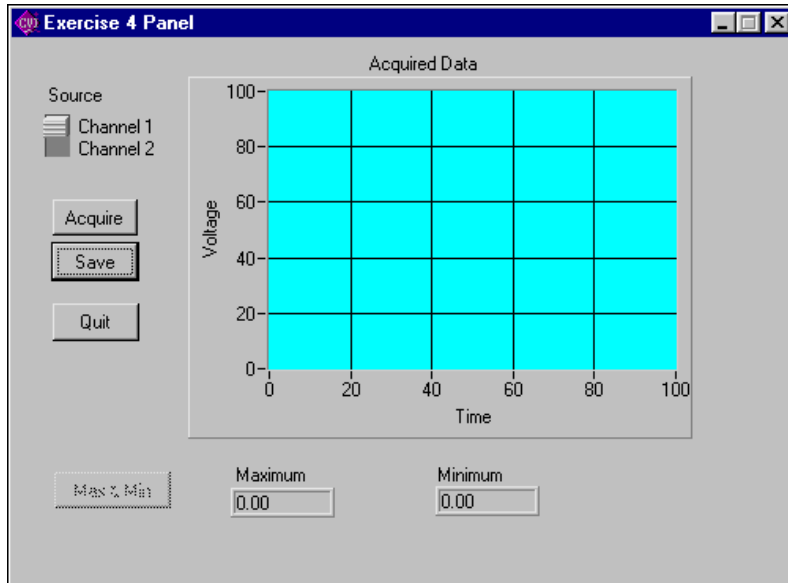 CVI Exercise 4 Panel
Acquired Data
Source
Channel 1
Channel 2
Acquire
Save
Quit
Voltage
100
80
60
40
20
0
0 20 40 60 80 100
Time
Max & Min
Maximum
0.00
Minimum
0.00